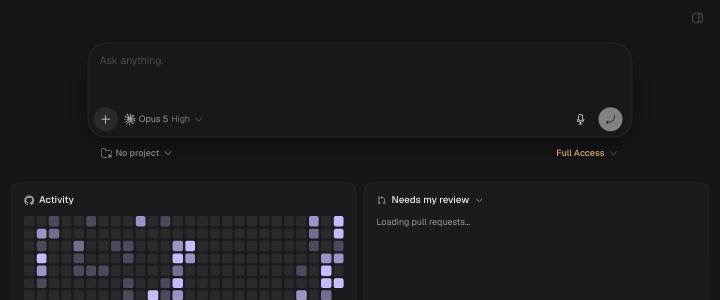 Ask anything.
Opus 5 High
No project
Full Access
Activity
Needs my review
Loading pull requests...